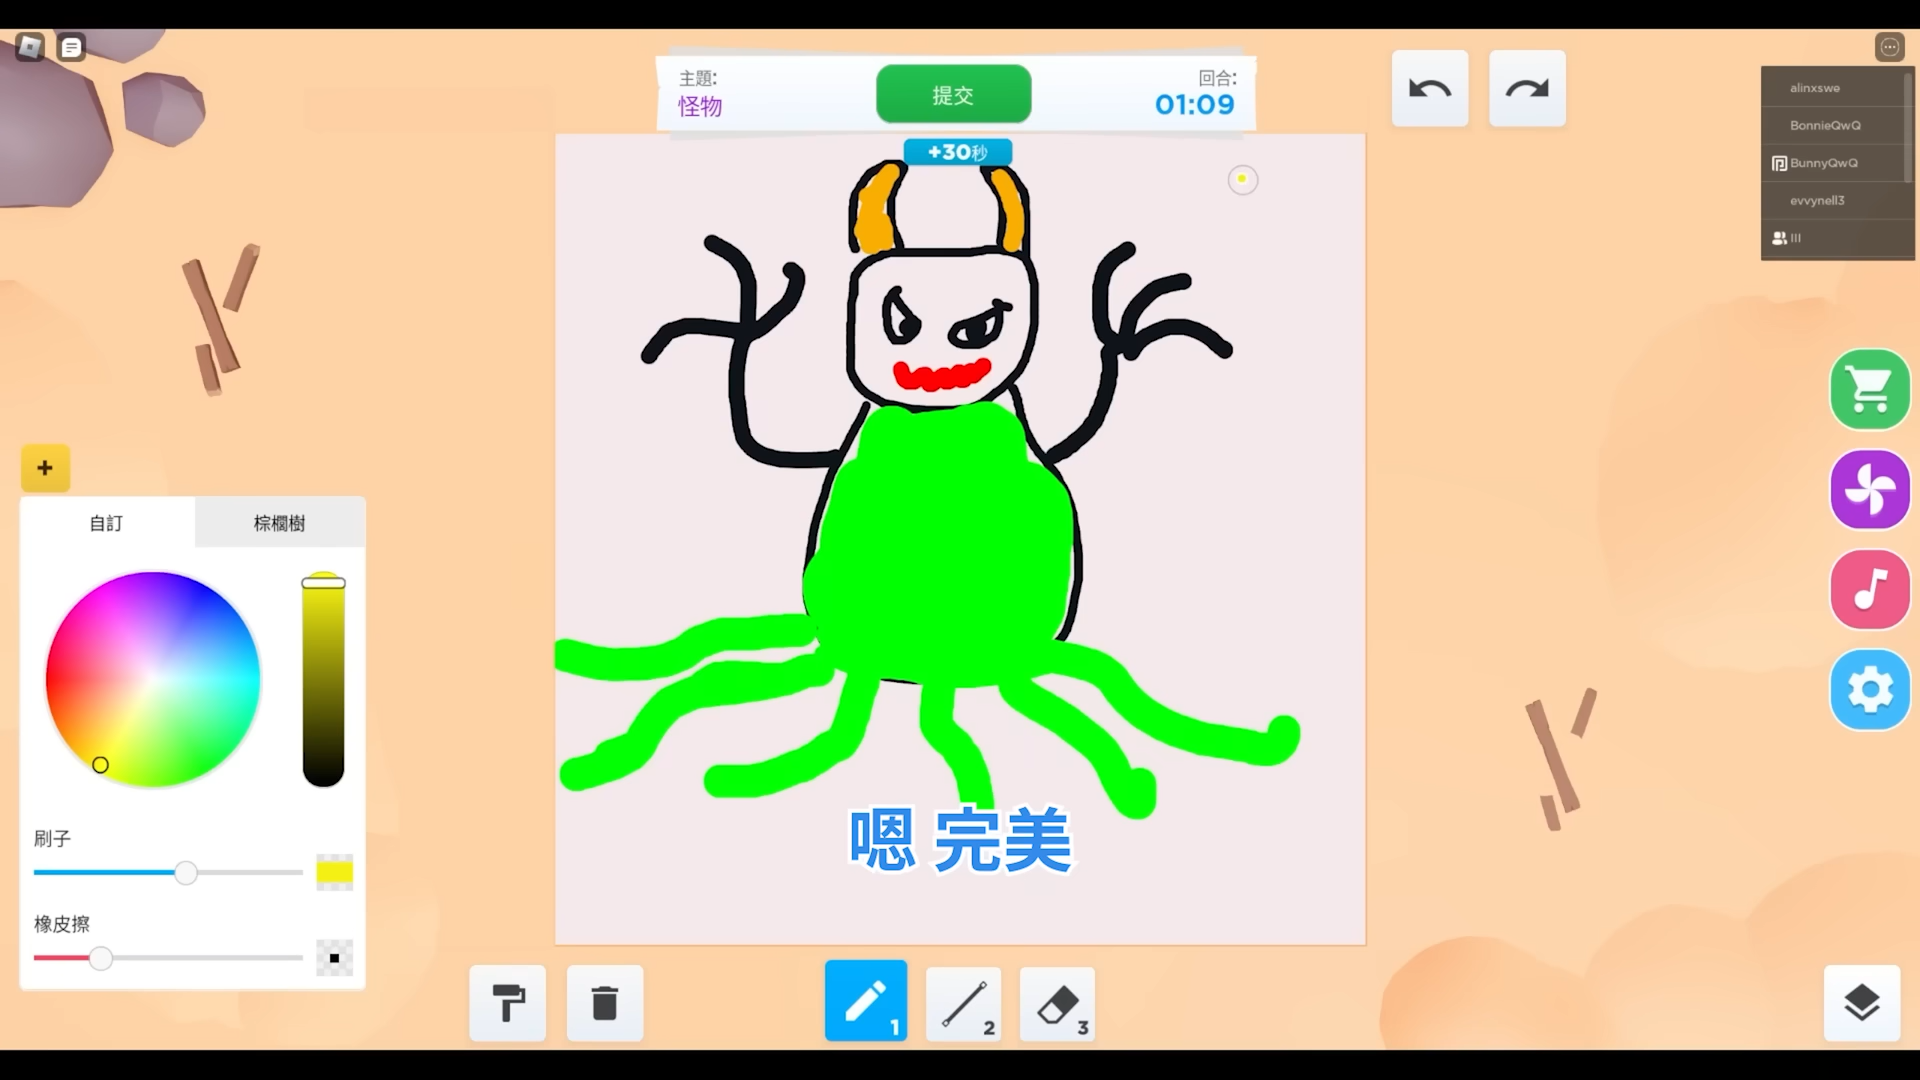 主題:
怪物
提交
回合:
01:09
+30秒
alinxswe
BonnieQwQ
BunnyQwQ
evvynell3
III
+
自訂
棕櫚樹
刷子
橡皮擦
嗯 完美
1
2
3